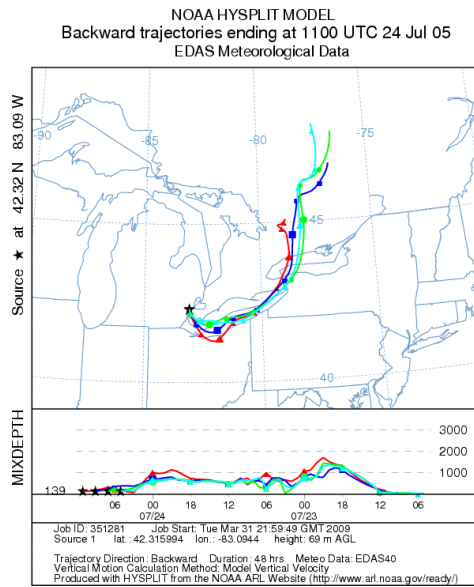 NOAA HYSPLIT MODEL
Backward trajectories ending at 1100 UTC 24 Jul 05
EDAS Meteorological Data
Source ★ at 42.32 N 83.09 W
-90
-85
-80
-75
45
40
MIXDEPTH
3000
2000
1000
139
06 00 18 12 06 00 18 12 06
07/24 07/23
Job ID: 351281 Job Start: Tue Mar 31 21:59:49 GMT 2009
Source 1 lat.: 42.315994 lon.: -83.0944 height: 69 m AGL
Trajectory Direction: Backward Duration: 48 hrs Meteo Data: EDAS40
Vertical Motion Calculation Method: Model Vertical Velocity
Produced with HYSPLIT from the NOAA ARL Website (http://www.arl.noaa.gov/ready/)